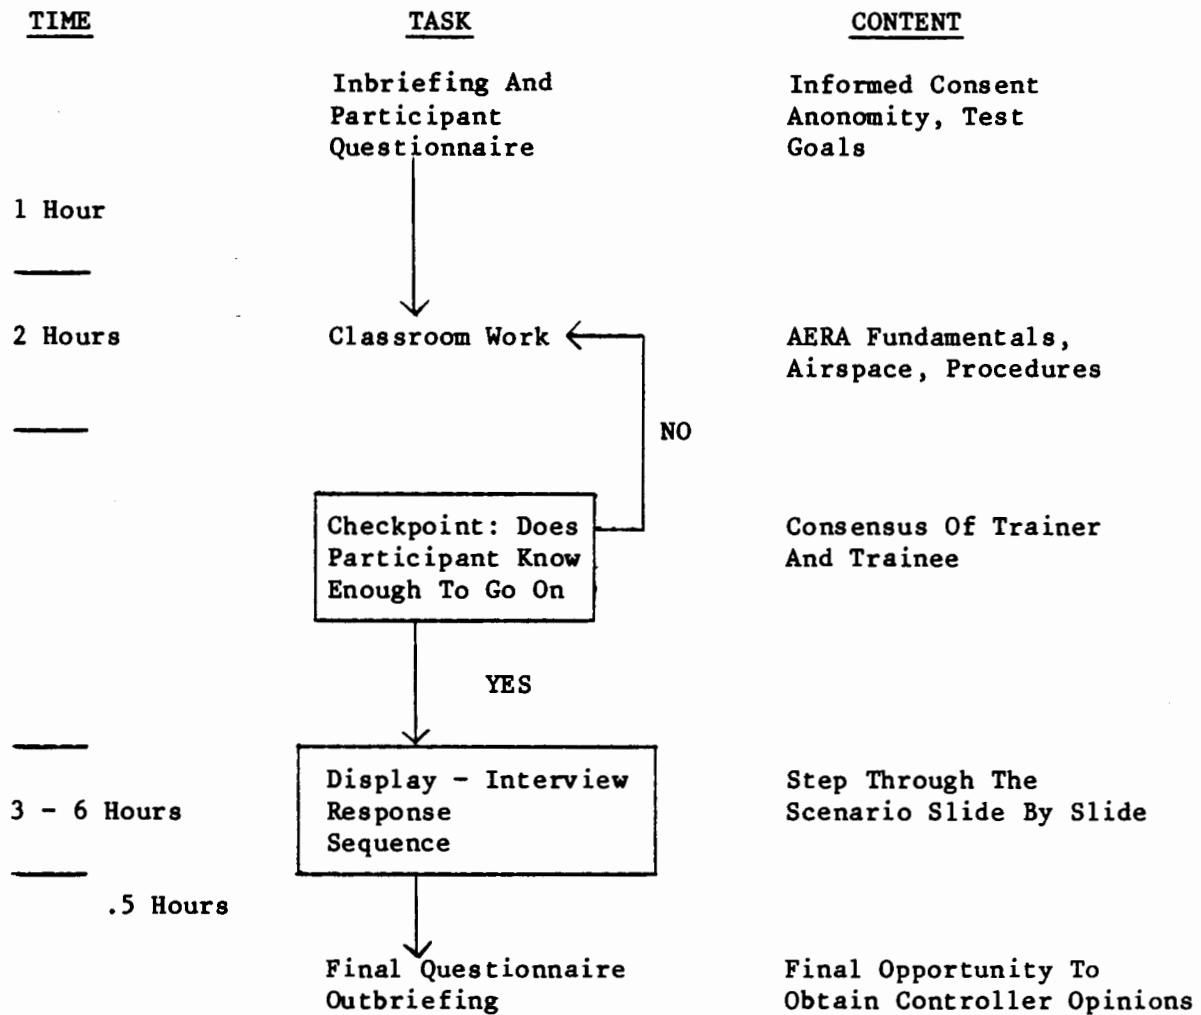 TIME TASK CONTENT
Inbriefing And
Participant
Questionnaire
Informed Consent
Anonomity, Test
Goals
1 Hour
2 Hours
Classroom Work
AERA Fundamentals,
Airspace, Procedures
NO
Checkpoint: Does
Participant Know
Enough To Go On
Consensus Of Trainer
And Trainee
YES
3 - 6 Hours
Display - Interview
Response
Sequence
Step Through The
Scenario Slide By Slide
.5 Hours
Final Questionnaire
Outbriefing
Final Opportunity To
Obtain Controller Opinions